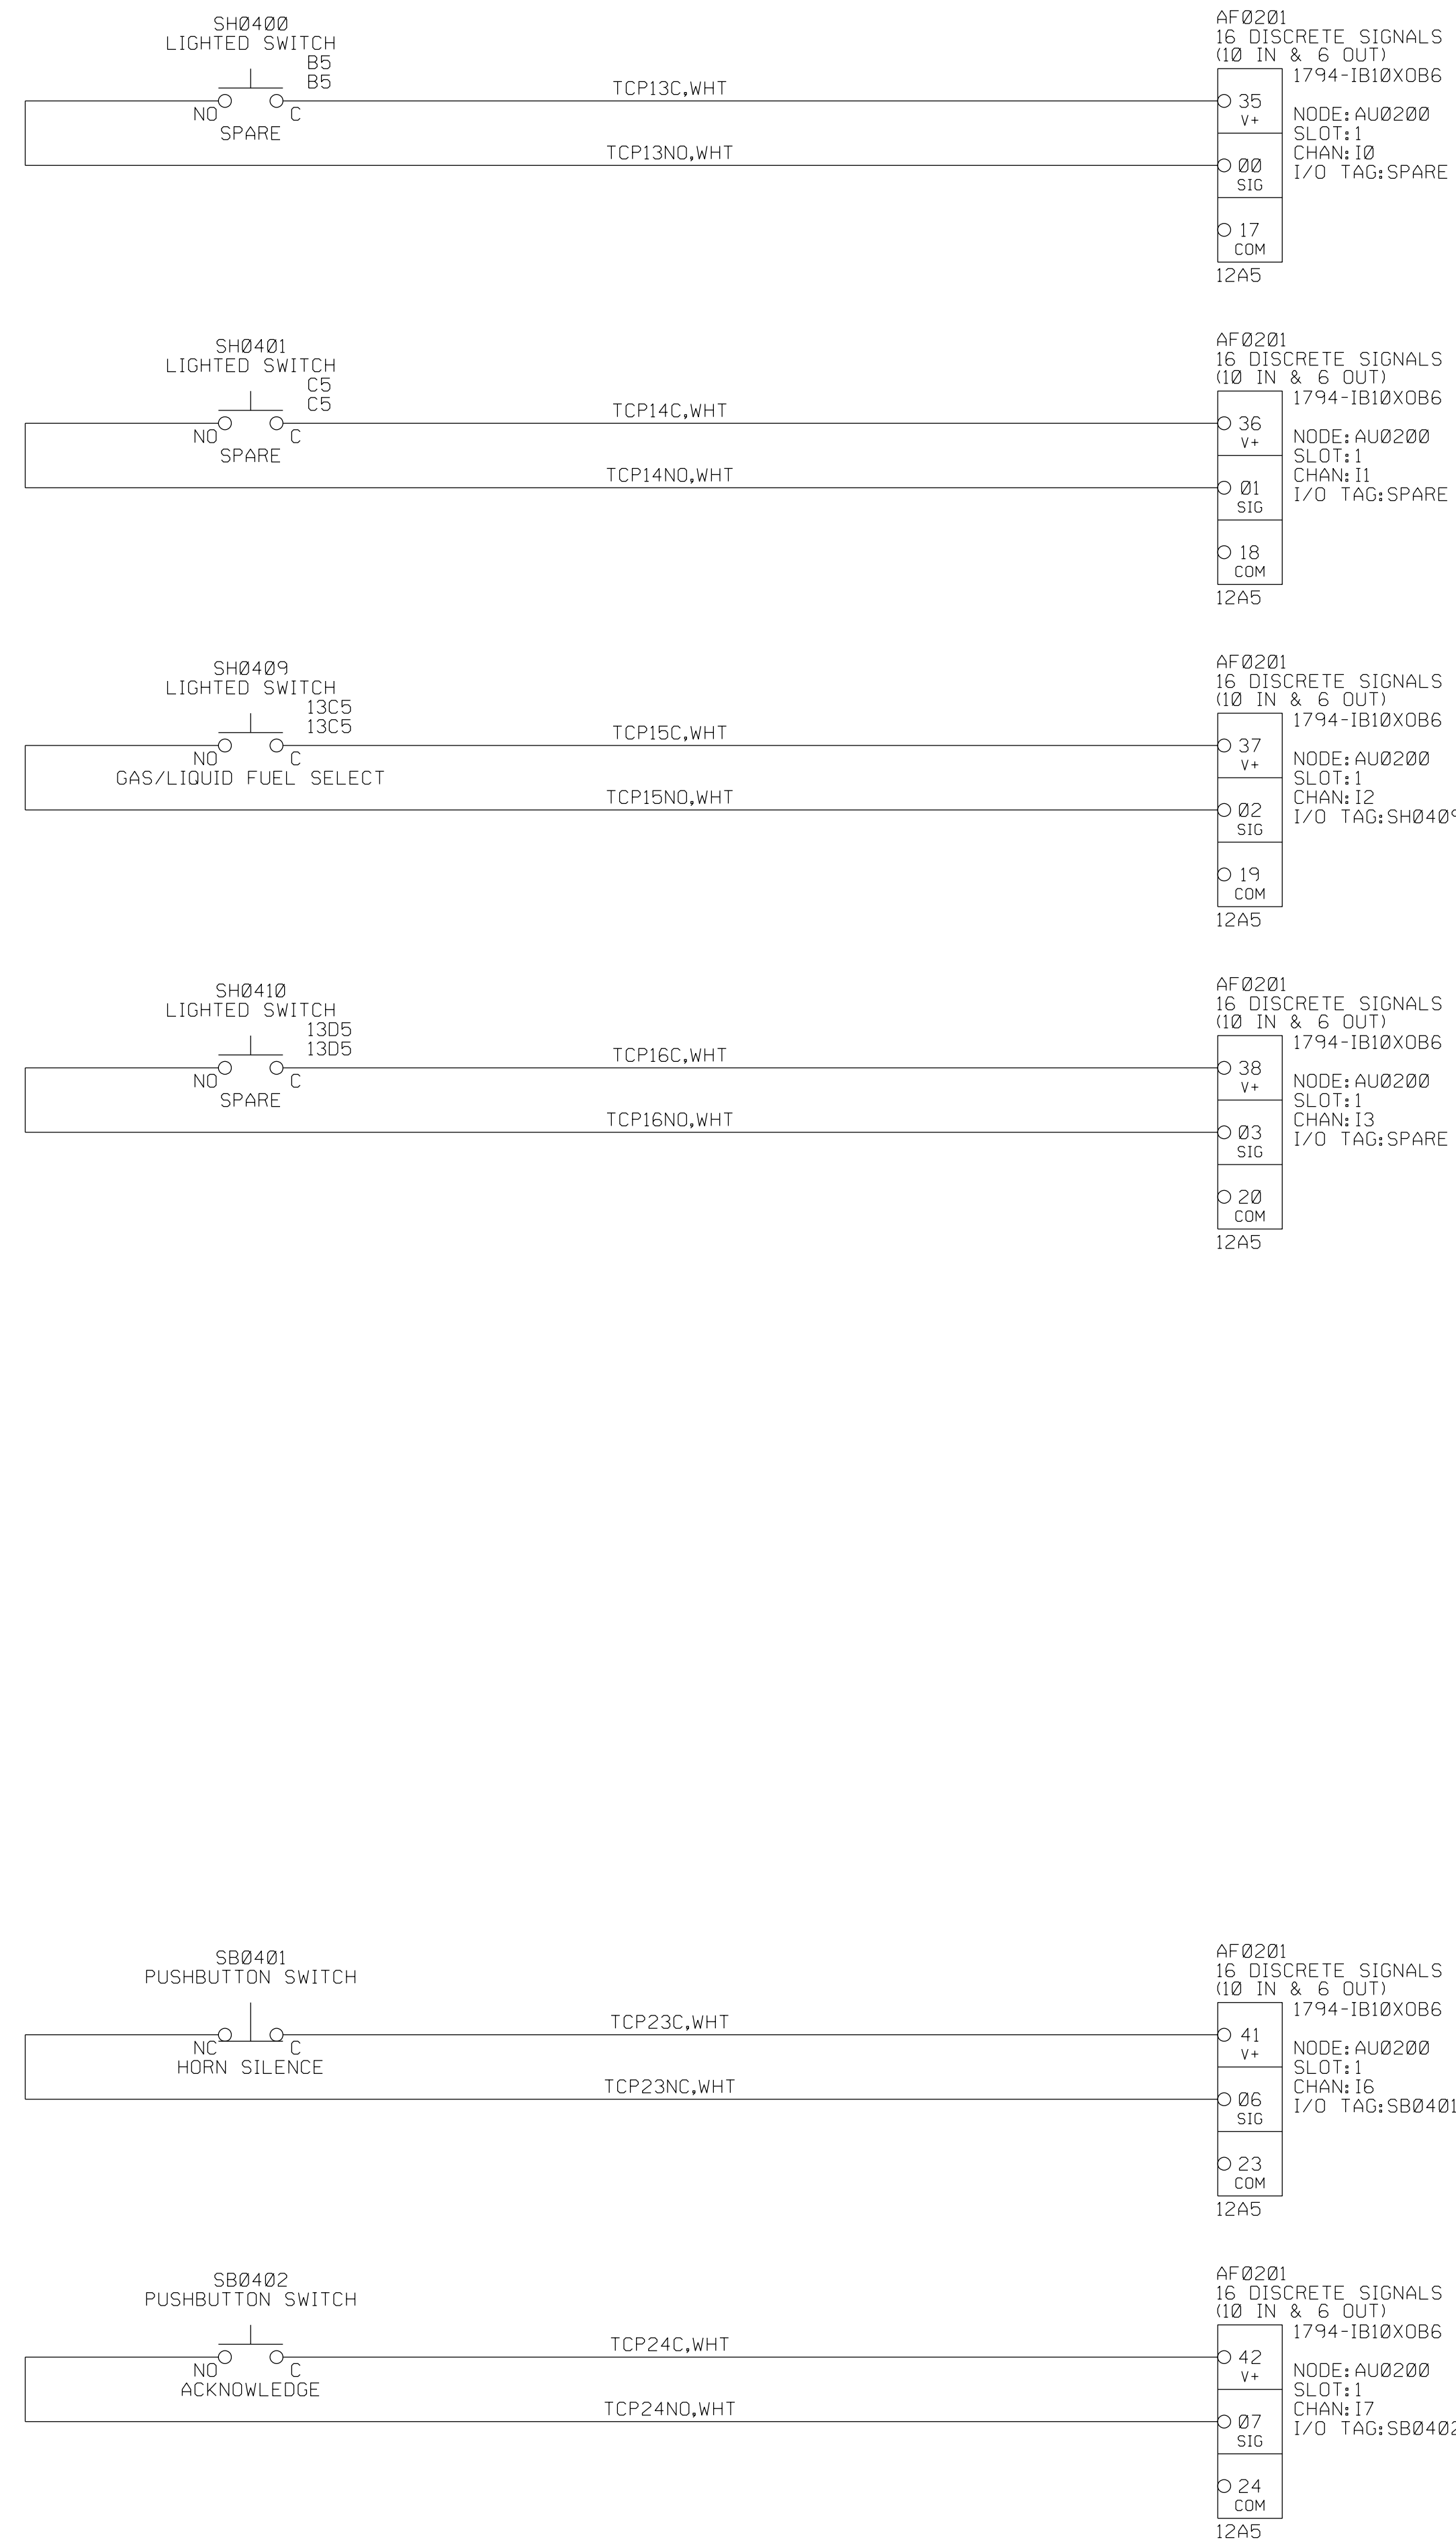 SH0400
LIGHTED SWITCH
B5
B5
NO
C
SPARE
TCP13C,WHT
TCP13NO,WHT
AF0201
16 DISCRETE SIGNALS
(10 IN & 6 OUT)
1794-IB10XOB6
35
V+
NODE:AU0200
SLOT:1
CHAN:I0
I/O TAG:SPARE
00
SIG
17
COM
12A5
SH0401
LIGHTED SWITCH
C5
C5
NO
C
SPARE
TCP14C,WHT
TCP14NO,WHT
AF0201
16 DISCRETE SIGNALS
(10 IN & 6 OUT)
1794-IB10XOB6
36
V+
NODE:AU0200
SLOT:1
CHAN:I1
I/O TAG:SPARE
01
SIG
18
COM
12A5
SH0409
LIGHTED SWITCH
13C5
13C5
NO
C
GAS/LIQUID FUEL SELECT
TCP15C,WHT
TCP15NO,WHT
AF0201
16 DISCRETE SIGNALS
(10 IN & 6 OUT)
1794-IB10XOB6
37
V+
NODE:AU0200
SLOT:1
CHAN:I2
I/O TAG:SH0409
02
SIG
19
COM
12A5
SH0410
LIGHTED SWITCH
13D5
13D5
NO
C
SPARE
TCP16C,WHT
TCP16NO,WHT
AF0201
16 DISCRETE SIGNALS
(10 IN & 6 OUT)
1794-IB10XOB6
38
V+
NODE:AU0200
SLOT:1
CHAN:I3
I/O TAG:SPARE
03
SIG
20
COM
12A5
SB0401
PUSHBUTTON SWITCH
NC
C
HORN SILENCE
TCP23C,WHT
TCP23NC,WHT
AF0201
16 DISCRETE SIGNALS
(10 IN & 6 OUT)
1794-IB10XOB6
41
V+
NODE:AU0200
SLOT:1
CHAN:I6
I/O TAG:SB0401
06
SIG
23
COM
12A5
SB0402
PUSHBUTTON SWITCH
NO
C
ACKNOWLEDGE
TCP24C,WHT
TCP24NO,WHT
AF0201
16 DISCRETE SIGNALS
(10 IN & 6 OUT)
1794-IB10XOB6
42
V+
NODE:AU0200
SLOT:1
CHAN:I7
I/O TAG:SB0402
07
SIG
24
COM
12A5